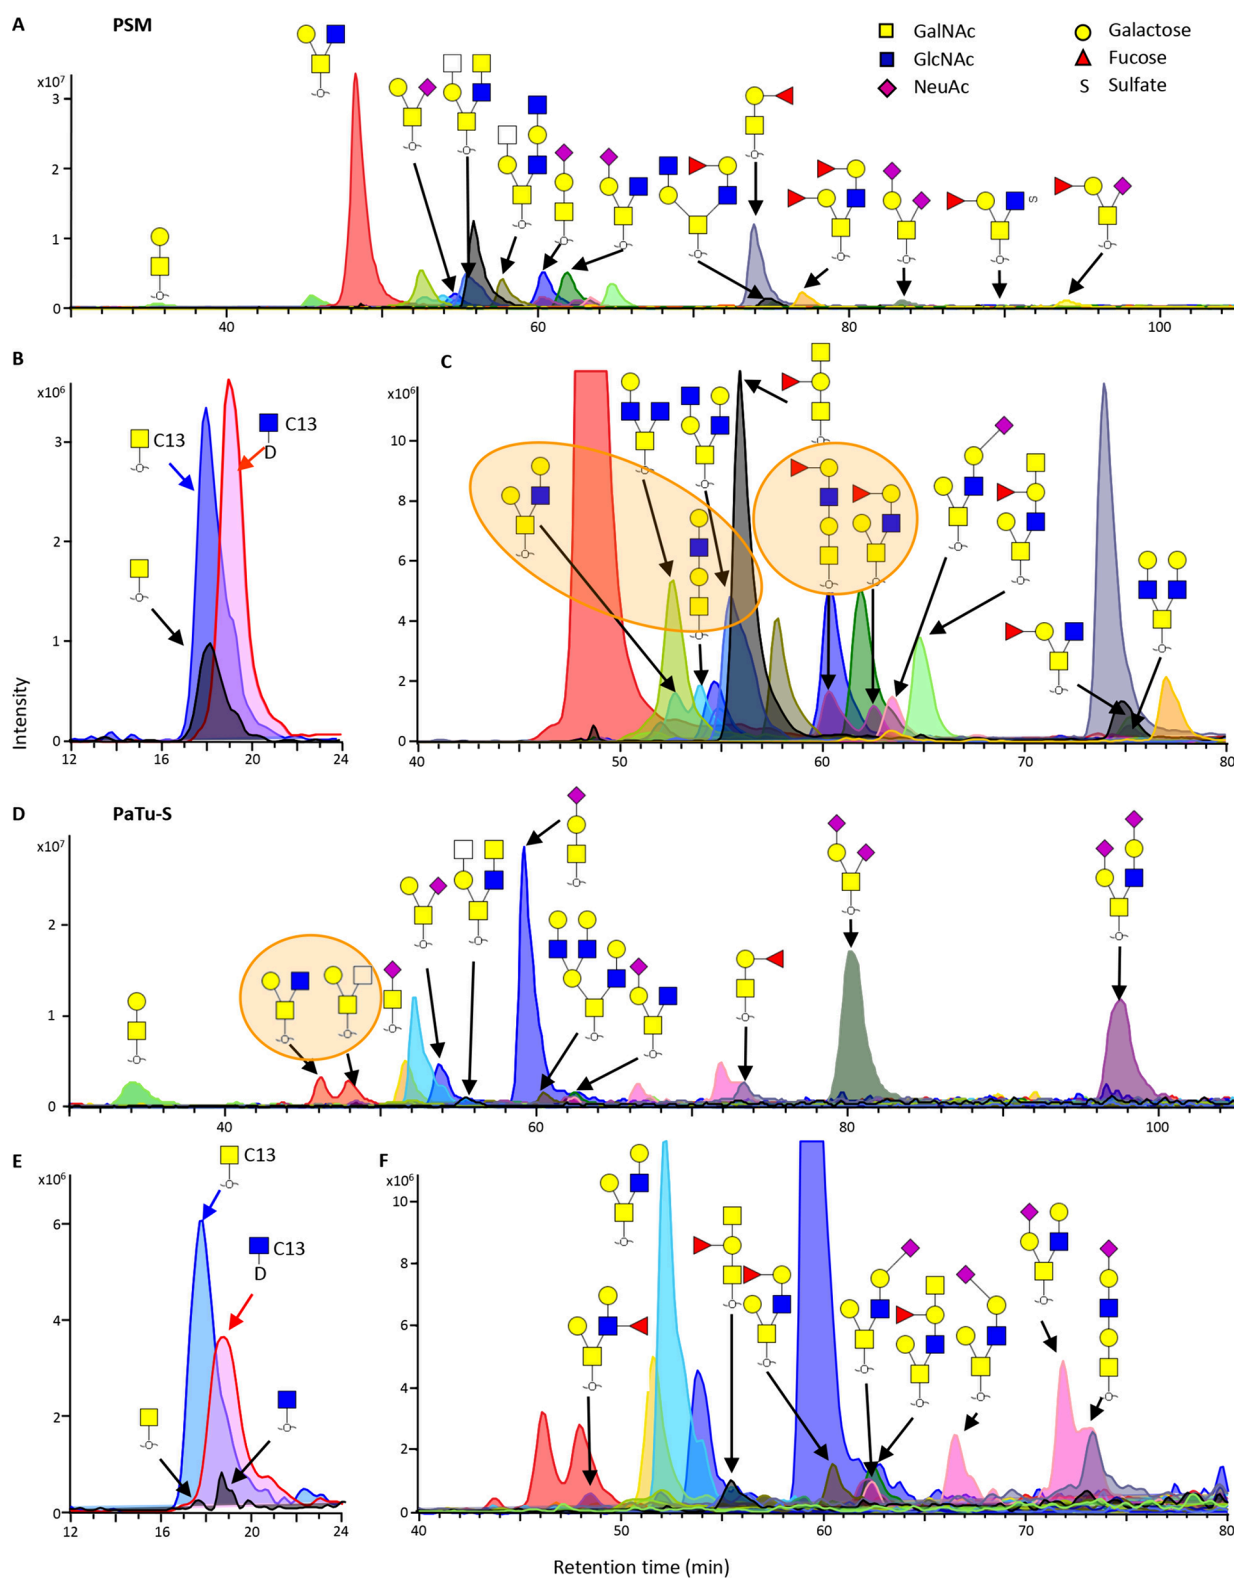 A PSM
GalNAc Galactose
GlcNAc Fucose
NeuAc S Sulfate
x10⁷
3
2
1
0
S
40 60 80 100
B
x10⁶
3
2
1
0
C13
C13
D
12 16 20 24
C
x10⁶
10
8
6
4
2
0
40 50 60 70 80
Intensity
D PaTu-S
x10⁷
2
1
0
40 60 80 100
E
x10⁶
6
4
2
0
C13
C13
D
12 16 20 24
F
x10⁶
10
8
6
4
2
0
40 50 60 70 80
Retention time (min)